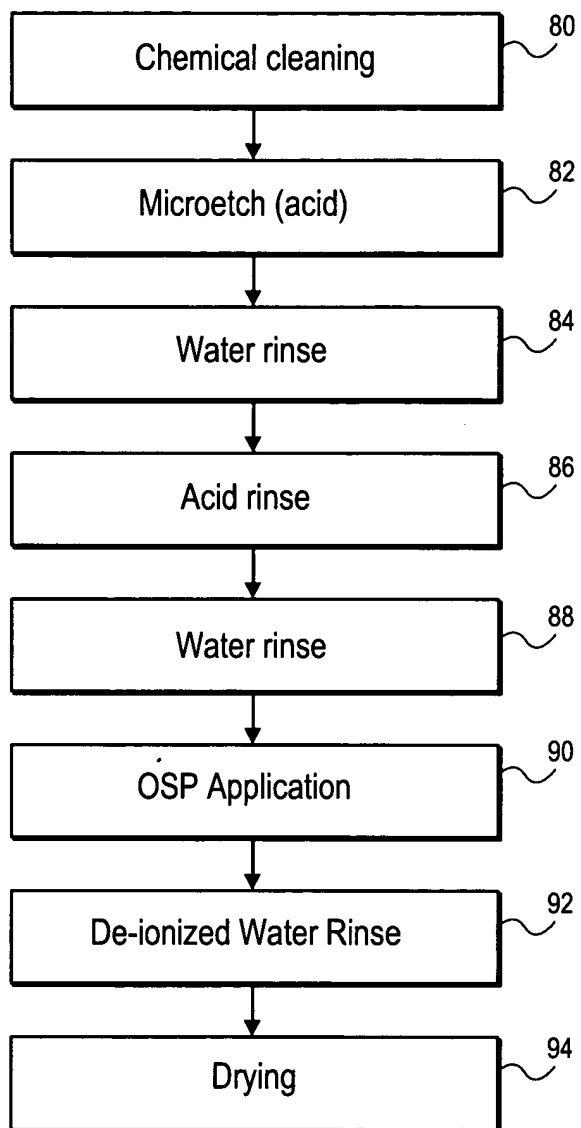 Chemical cleaning
80
Microetch (acid)
82
Water rinse
84
Acid rinse
86
Water rinse
88
OSP Application
90
De-ionized Water Rinse
92
Drying
94